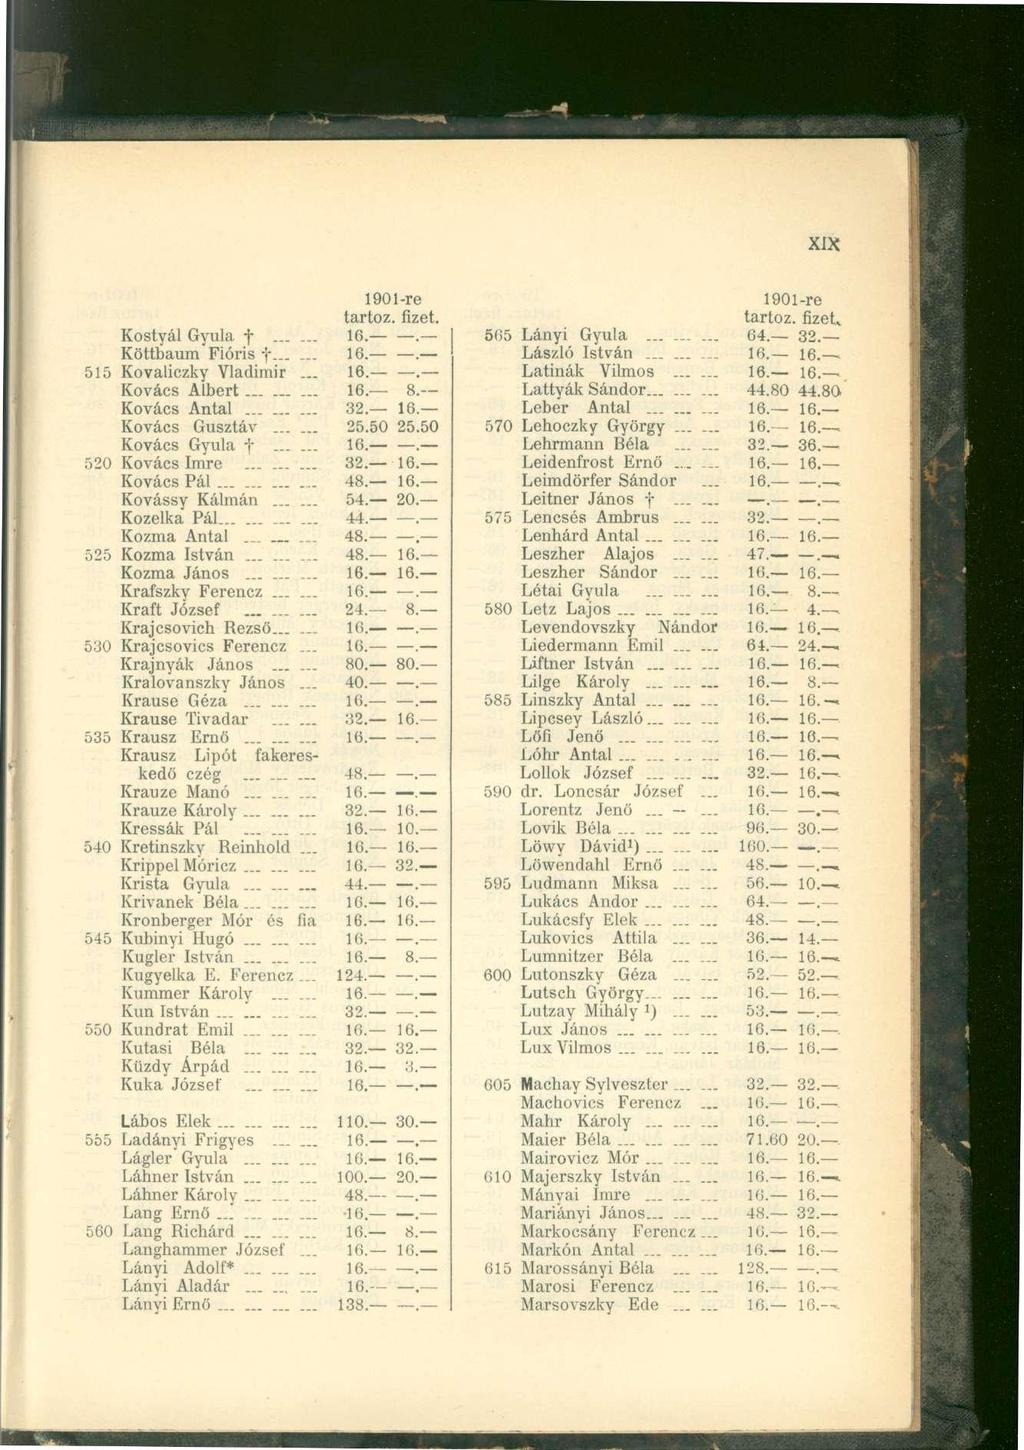 XIX
1901-re
tartoz. fizet.
Kostyál Gyula † 16.— —.—
Köttbaum Flóris † 16.— —.—
515 Kovaliczky Vladimir 16.— —.—
Kovács Albert 16.— 8.—
Kovács Antal 32.— 16.—
Kovács Gusztáv 25.50 25.50
Kovács Gyula † 16.— —.—
520 Kovács Imre 32.— 16.—
Kovács Pál 48.— 16.—
Kovássy Kálmán 54.— 20.—
Kozelka Pál 44.— —.—
Kozma Antal 48.— —.—
525 Kozma István 48.— 16.—
Kozma János 16.— 16.—
Krafszky Ferencz 16.— —.—
Kraft József 24.— 8.—
Krajcsovich Rezső 16.— —.—
530 Krajcsovics Ferencz 16.— —.—
Krajnyák János 80.— 80.—
Kralovanszky János 40.— —.—
Krause Géza 16.— —.—
Krause Tivadar 32.— 16.—
535 Krausz Ernő 16.— —.—
Krausz Lipót fakeres-
kedő czég 48.— —.—
Krauze Manó 16.— —.—
Krauze Károly 32.— 16.—
Kressák Pál 16.— 10.—
540 Kretinszky Reinhold 16.— 16.—
Krippel Móricz 16.— 32.—
Krista Gyula 44.— —.—
Krivanek Béla 16.— 16.—
Kronberger Mór és fia 16.— 16.—
545 Kubinyi Hugó 16.— —.—
Kugler István 16.— 8.—
Kugyelka E. Ferencz 124.— —.—
Kummer Károly 16.— —.—
Kun István 32.— —.—
550 Kundrat Emil 16.— 16.—
Kutasi Béla 32.— 32.—
Küzdy Árpád 16.— 3.—
Kuka József 16.— —.—
Lábos Elek 110.— 30.—
555 Ladányi Frigyes 16.— —.—
Lágler Gyula 16.— 16.—
Láhner István 100.— 20.—
Láhner Károly 48.— —.—
Lang Ernő 16.— —.—
560 Lang Richárd 16.— 8.—
Langhammer József 16.— 16.—
Lányi Adolf* 16.— —.—
Lányi Aladár 16.— —.—
Lányi Ernő 138.— —.—
1901-re
tartoz. fizet.
565 Lányi Gyula 64.— 32.—
László István 16.— 16.—
Latinák Vilmos 16.— 16.—
Lattyák Sándor 44.80 44.80
Leber Antal 16.— 16.—
570 Lehoczky György 16.— 16.—
Lehrmann Béla 32.— 36.—
Leidenfrost Ernő 16.— 16.—
Leimdörfer Sándor 16.— —.—
Leitner János † —.— —.—
575 Lencsés Ambrus 32.— —.—
Lenhárd Antal 16.— 16.—
Leszher Alajos 47.— —.—
Leszher Sándor 16.— 16.—
Létai Gyula 16.— 8.—
580 Letz Lajos 16.— 4.—
Levendovszky Nándor 16.— 16.—
Liedermann Emil 64.— 24.—
Liftner István 16.— 16.—
Lilge Károly 16.— 8.—
585 Linszky Antal 16.— 16.—
Lipcsey László 16.— 16.—
Lőfi Jenő 16.— 16.—
Lóhr Antal 16.— 16.—
Lollok József 32.— 16.—
590 dr. Loncsár József 16.— 16.—
Lorentz Jenő 16.— —.—
Lovik Béla 96.— 30.—
Löwy Dávid¹) 160.— —.—
Löwendahl Ernő 48.— —.—
595 Ludmann Miksa 56.— 10.—
Lukács Andor 64.— —.—
Lukácsfy Elek 48.— —.—
Lukovics Attila 36.— 14.—
Lumnitzer Béla 16.— 16.—
600 Lutonszky Géza 52.— 52.—
Lutsch György 16.— 16.—
Lutzay Mihály ¹) 53.— —.—
Lux János 16.— 16.—
Lux Vilmos 16.— 16.—
605 Machay Sylveszter 32.— 32.—
Machovics Ferencz 16.— 16.—
Mahr Károly 16.— —.—
Maier Béla 71.60 20.—
Mairovicz Mór 16.— 16.—
610 Majerszky István 16.— 16.—
Mányai Imre 16.— 16.—
Mariányi János 48.— 32.—
Markocsány Ferencz 16.— 16.—
Markón Antal 16.— 16.—
615 Marossányi Béla 128.— —.—
Marosi Ferencz 16.— 16.—
Marsovszky Ede 16.— 16.—